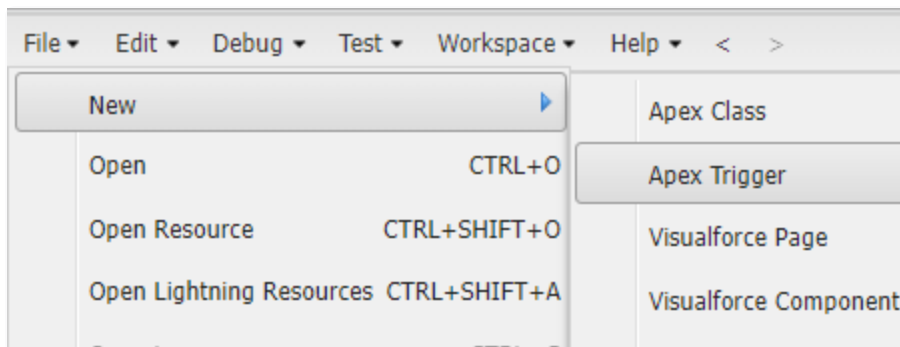 File Edit Debug Test Workspace Help < >
New
Apex Class
Open CTRL+O
Apex Trigger
Open Resource CTRL+SHIFT+O
Visualforce Page
Open Lightning Resources CTRL+SHIFT+A
Visualforce Component